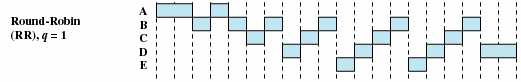 Round-Robin
(RR), q = 1
A
B
C
D
E